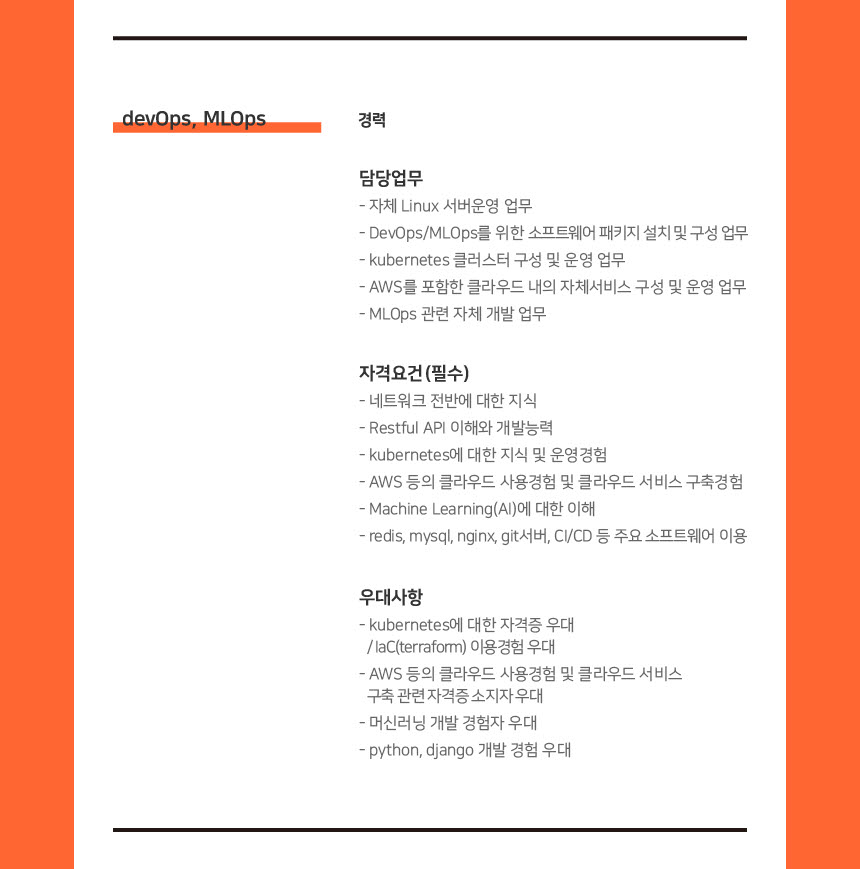 devOps, MLOps
경력
담당업무
- 자체 Linux 서버운영 업무
- DevOps/MLOps를 위한 소프트웨어 패키지 설치 및 구성 업무
- kubernetes 클러스터 구성 및 운영 업무
- AWS를 포함한 클라우드 내의 자체서비스 구성 및 운영 업무
- MLOps 관련 자체 개발 업무
자격요건(필수)
- 네트워크 전반에 대한 지식
- Restful API 이해와 개발능력
- kubernetes에 대한 지식 및 운영경험
- AWS 등의 클라우드 사용경험 및 클라우드 서비스 구축경험
- Machine Learning(AI)에 대한 이해
- redis, mysql, nginx, git서버, CI/CD 등 주요 소프트웨어 이용
우대사항
- kubernetes에 대한 자격증 우대
/ IaC(terraform) 이용경험 우대
- AWS 등의 클라우드 사용경험 및 클라우드 서비스
구축 관련 자격증 소지자 우대
- 머신러닝 개발 경험자 우대
- python, django 개발 경험 우대